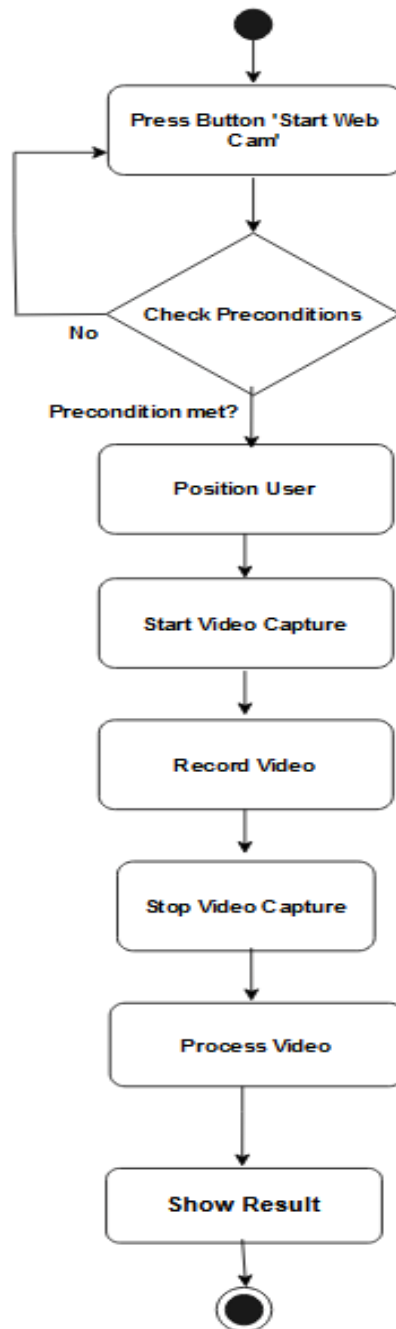 Press Button 'Start Web
Cam'
Check Preconditions
No
Precondition met?
Position User
Start Video Capture
Record Video
Stop Video Capture
Process Video
Show Result